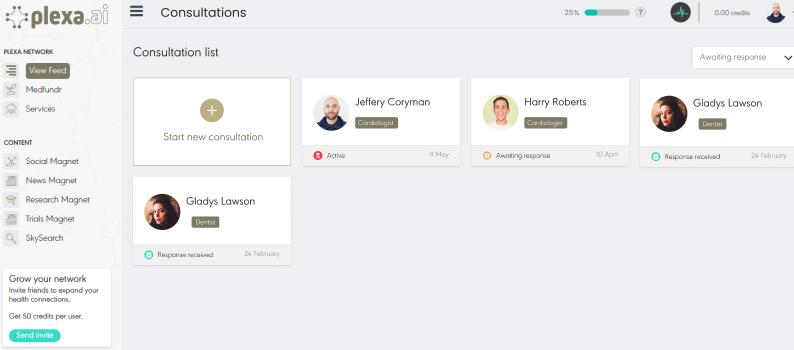 plexa.ai
Consultations
25%
?
0.00 credits
PLEXA NETWORK
View Feed
Medfundr
Services
CONTENT
Social Magnet
News Magnet
Research Magnet
Trials Magnet
SkySearch
Grow your network
Invite friends to expand your
health connections.
Get 50 credits per user.
Send invite
Consultation list
Awaiting response
Start new consultation
Jeffery Coryman
Cardiologist
Active
9 May
Harry Roberts
Cardiologist
Awaiting response
10 April
Gladys Lawson
Dentist
Response received
24 February
Gladys Lawson
Dentist
Response received
24 February